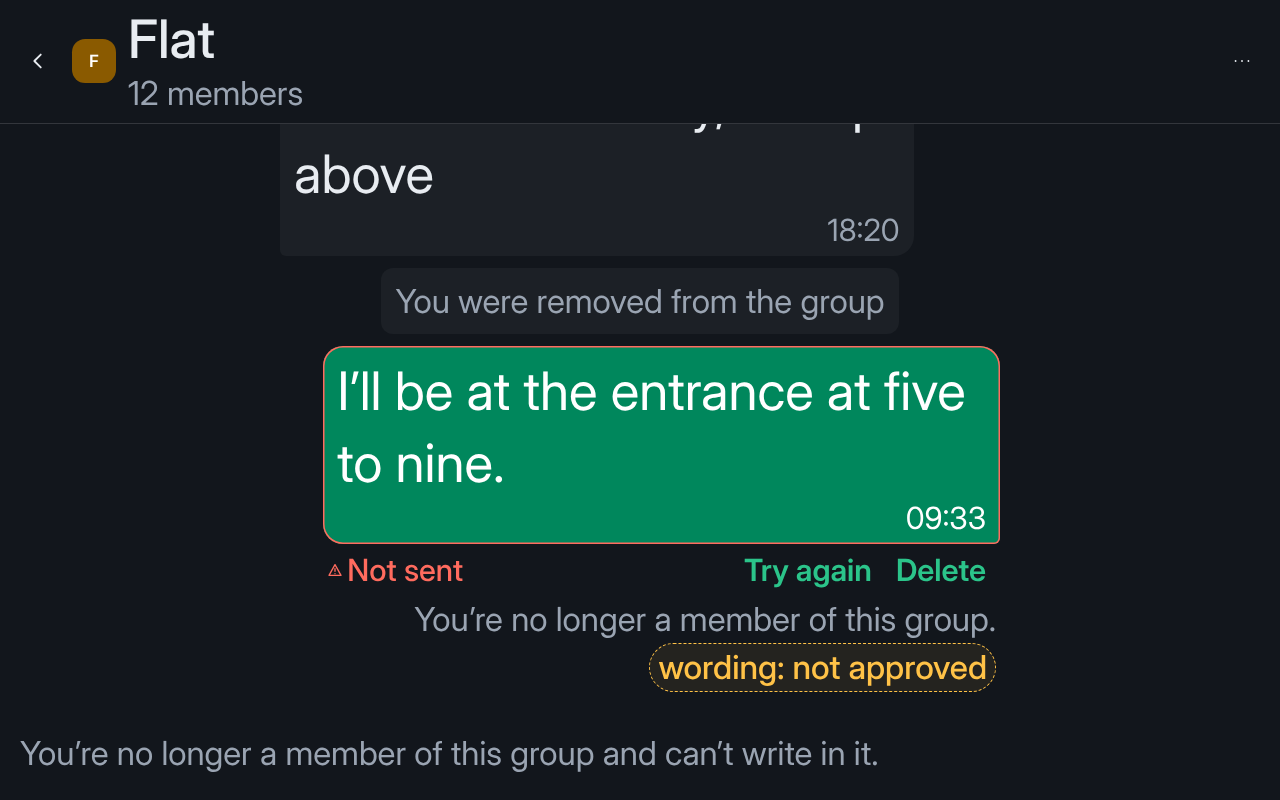 F
Flat
12 members
...
above
18:20
You were removed from the group
I’ll be at the entrance at five
to nine.
09:33
Not sent
Try again
Delete
You’re no longer a member of this group.
wording: not approved
You’re no longer a member of this group and can’t write in it.